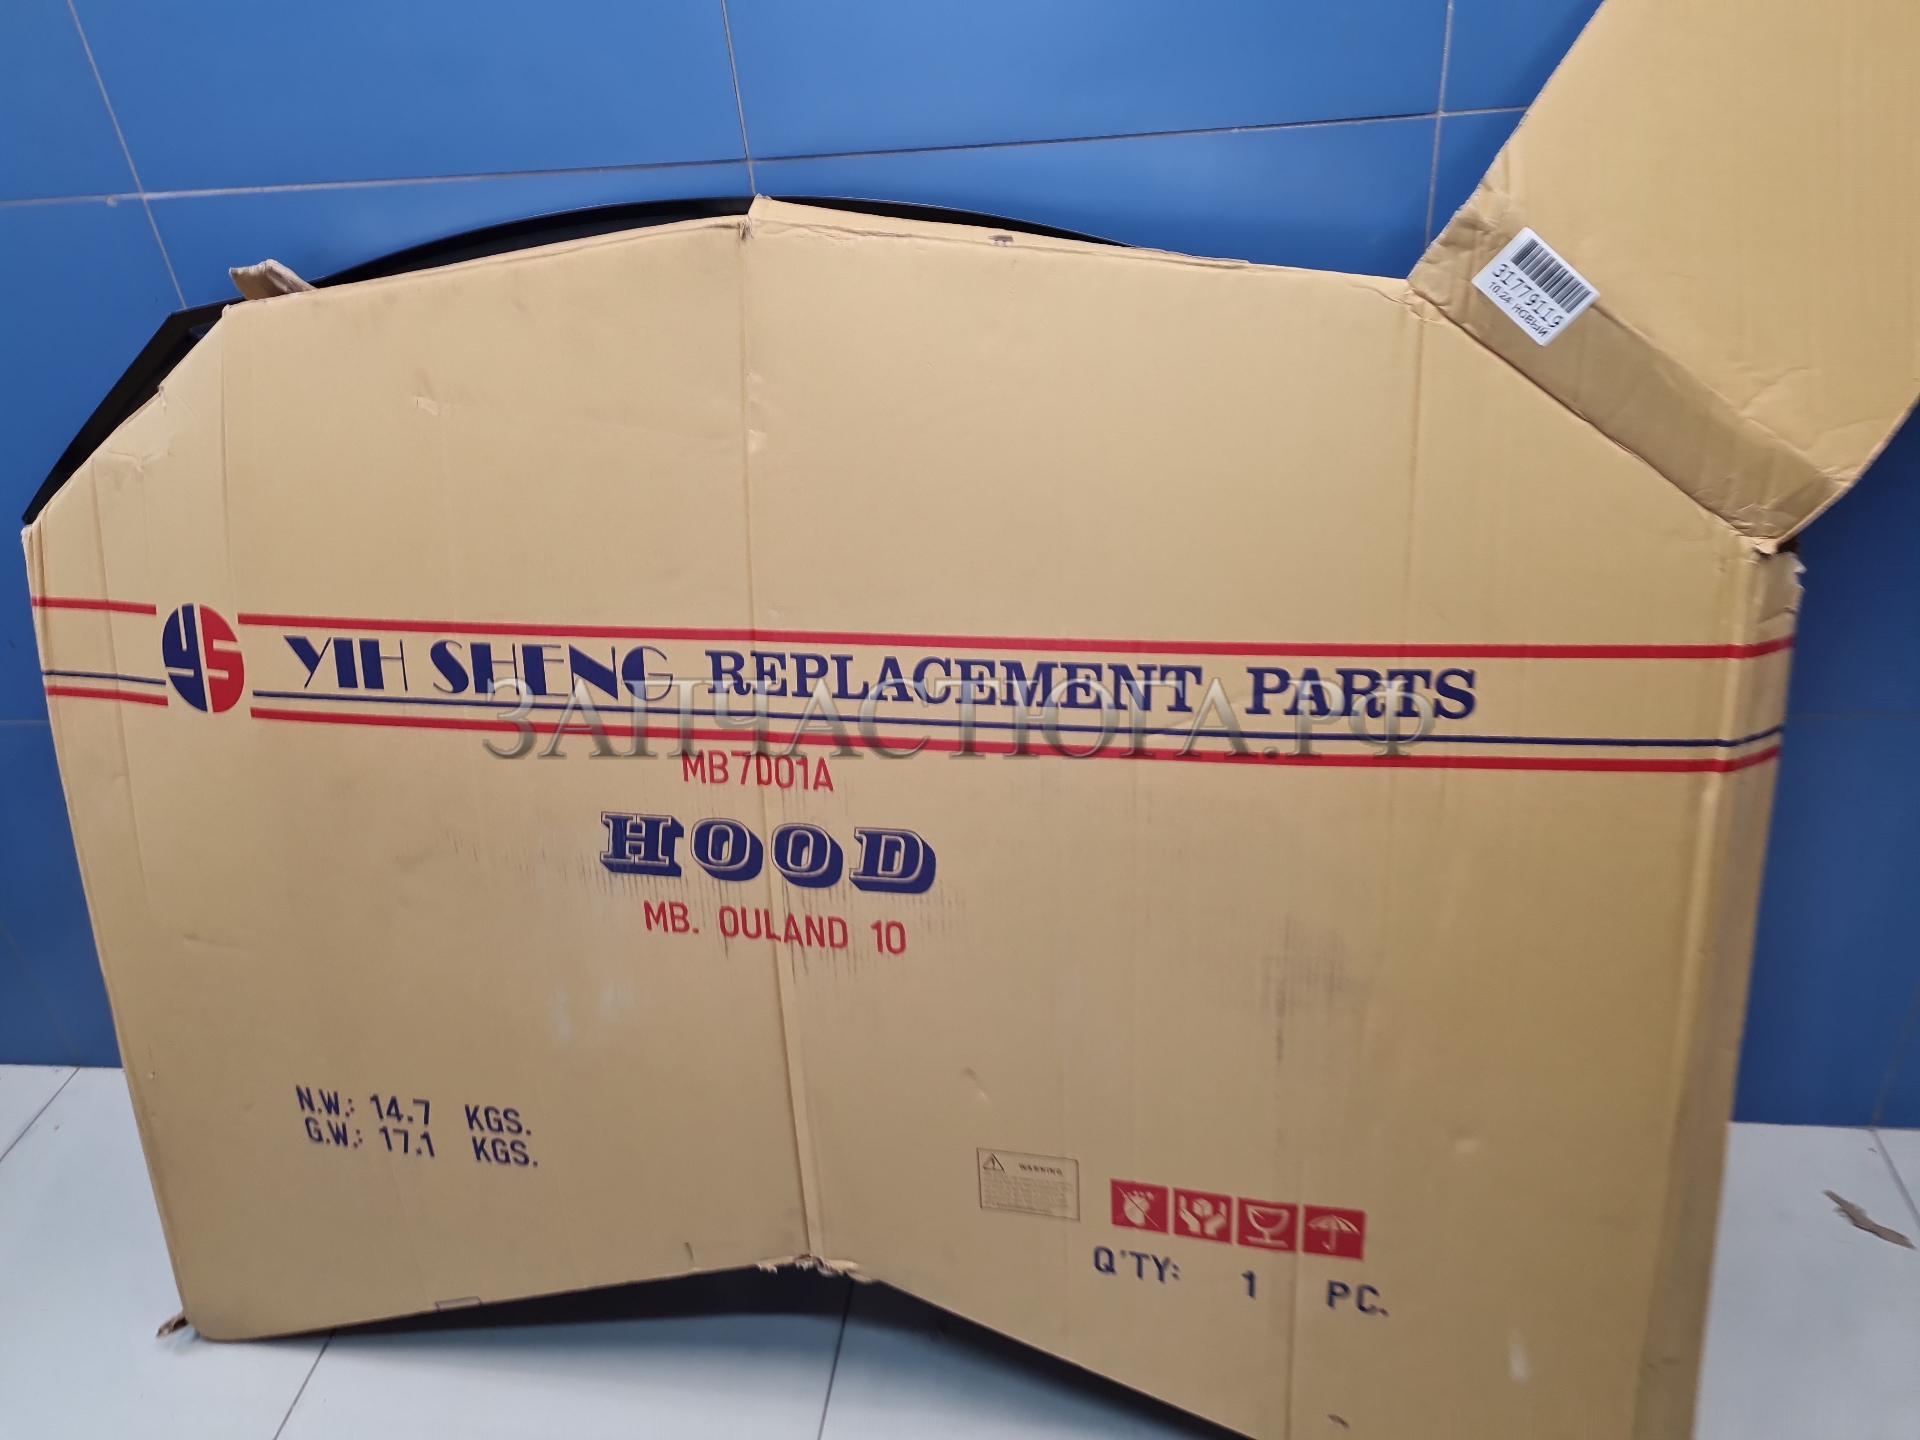 31779119
10.24 НОВЫЙ
YS YIH SHENG REPLACEMENT PARTS
ЗАПЧАСТЮГА.РФ
MB7D01A
HOOD
MB. OULAND 10
N.W.: 14.7 KGS.
G.W.: 17.1 KGS.
WARNING
Q'TY: 1 PC.